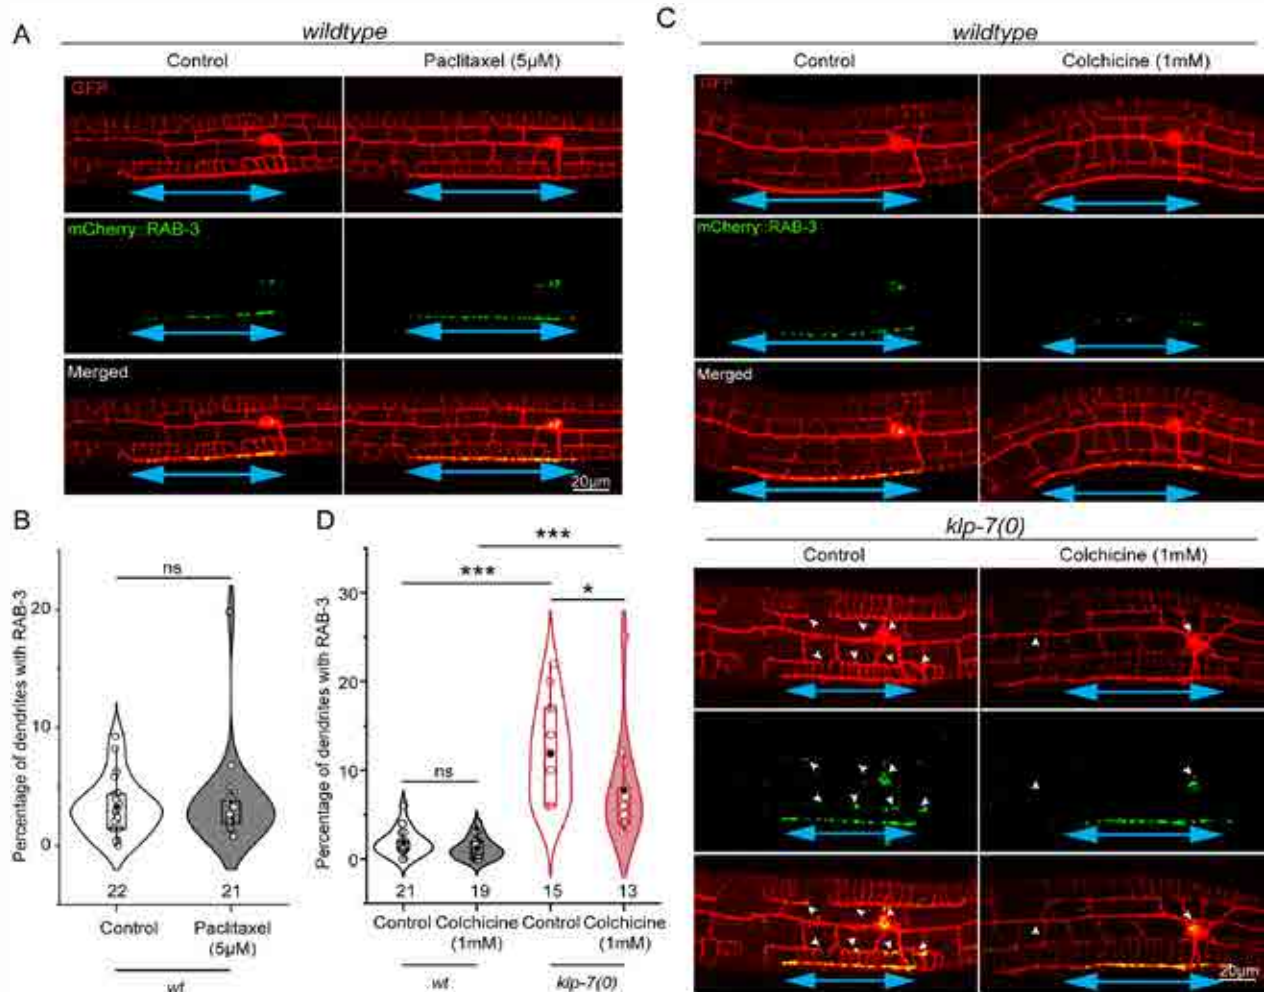 A
wildtype
Control
Paclitaxel (5μM)
GFP
mCherry::RAB-3
Merged
20μm
C
wildtype
Control
Colchicine (1mM)
GFP
mCherry::RAB-3
Merged
klp-7(0)
Control
Colchicine (1mM)
20μm
B
Percentage of dendrites with RAB-3
20
10
0
ns
22
21
Control
Paclitaxel
(5μM)
wt
D
Percentage of dendrites with RAB-3
30
20
10
0
***
***
*
ns
21
19
15
13
Control
Colchicine
(1mM)
Control
Colchicine
(1mM)
wt
klp-7(0)